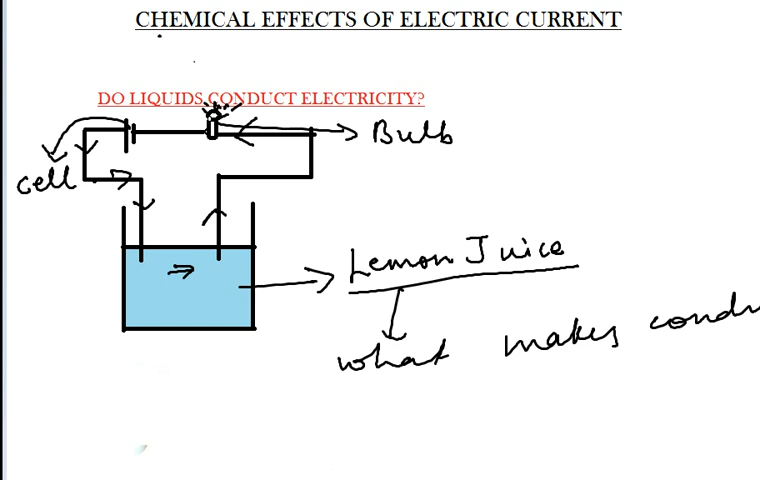 CHEMICAL EFFECTS OF ELECTRIC CURRENT
DO LIQUIDS CONDUCT ELECTRICITY?
Bulb
cell
Lemon Juice
what makes